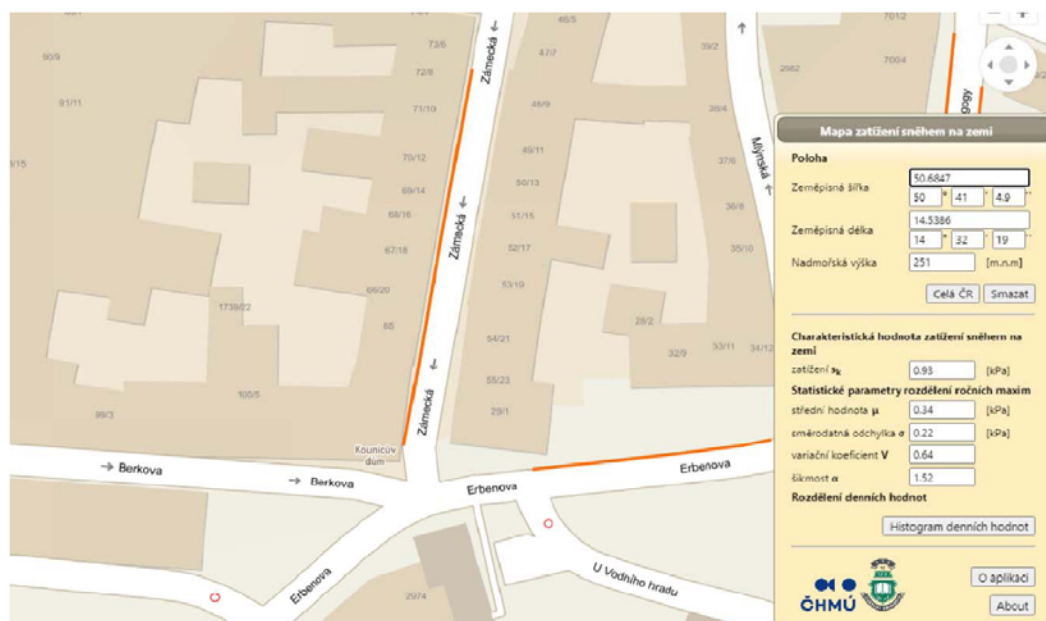 73/6
72/8
71/10
70/12
69/14
68/16
67/18
66/20
65
91/11
1739/22
100/5
99/3
46/5
47/7
48/9
49/11
50/13
51/15
52/17
53/19
54/21
55/23
29/1
39/2
38/4
37/6
36/8
35/10
28/2
32/9
33/11
34/12
701/2
700/4
2974
Zámecká
Zámecká
Zámecká
Mlýnská
gogy
Kounicův
dům
Berkova
Berkova
Erbenova
Erbenova
Erbenova
U Vodního hradu
Mapa zatížení sněhem na zemi
Poloha
Zeměpisná šířka
50.6847
50 ° 41 ' 4.9 ''
Zeměpisná délka
14.5386
14 ° 32 ' 19 ''
Nadmořská výška 251 [m.n.m]
Celá ČR Smazat
Charakteristická hodnota zatížení sněhem na
zemi
zatížení sk 0.93 [kPa]
Statistické parametry rozdělení ročních maxim
střední hodnota μ 0.34 [kPa]
směrodatná odchylka σ 0.22 [kPa]
variační koeficient V 0.64
šikmost α 1.52
Rozdělení denních hodnot
Histogram denních hodnot
ČHMÚ
O aplikaci
About